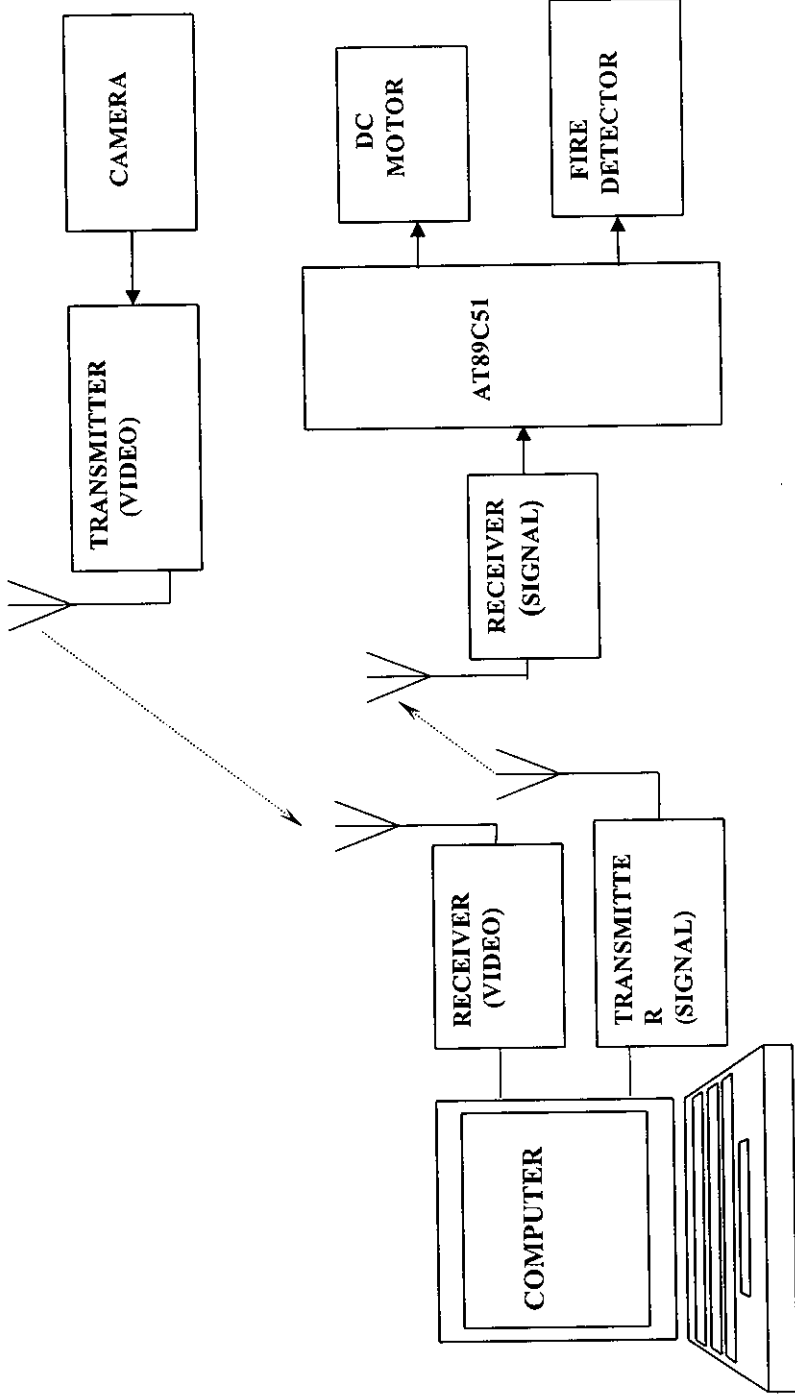 CAMERA
TRANSMITTER
(VIDEO)
DC
MOTOR
FIRE
DETECTOR
AT89C51
RECEIVER
(SIGNAL)
RECEIVER
(VIDEO)
TRANSMITTE
R
(SIGNAL)
COMPUTER